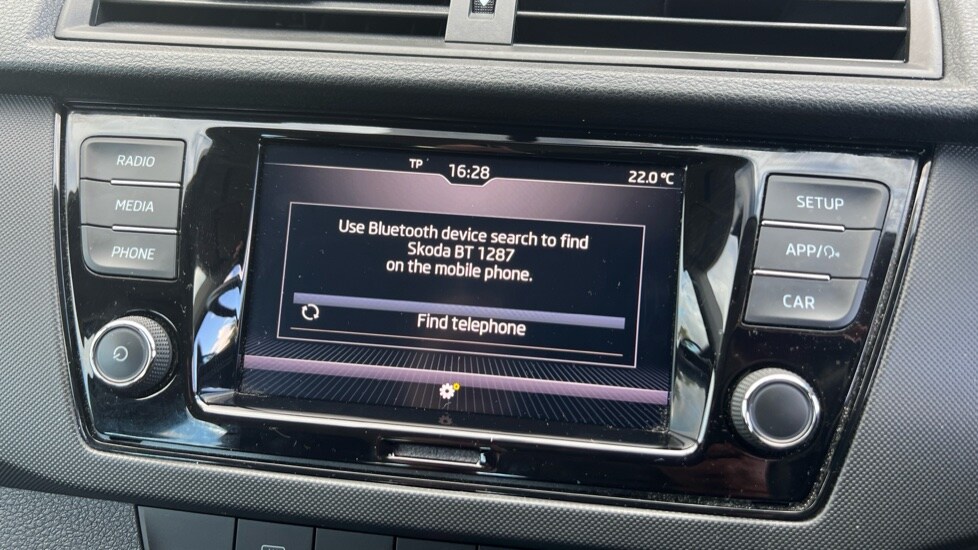 RADIO
MEDIA
PHONE
TP 16:28 22.0 °C
Use Bluetooth device search to find
Skoda BT 1287
on the mobile phone.
Find telephone
SETUP
APP/
CAR